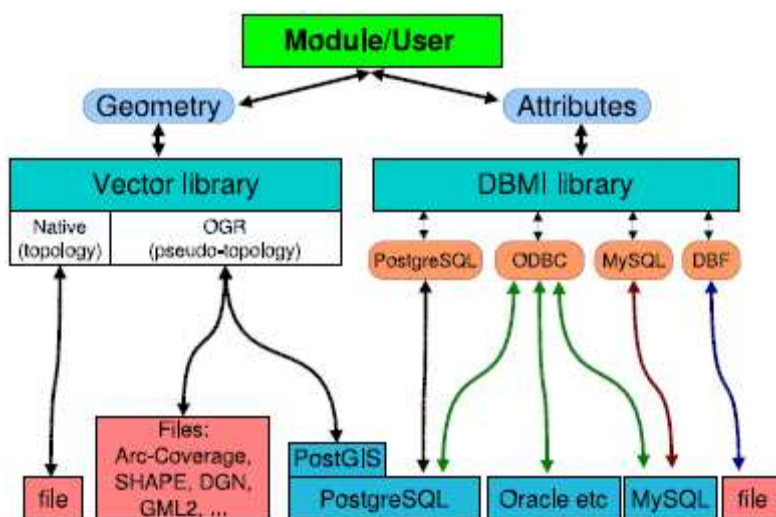 Module/User
Geometry
Attributes
Vector library
DBMI library
Native
(topology)
OGR
(pseudo-topology)
PostgreSQL
ODBC
MySQL
DBF
Files:
Arc-Coverage,
SHAPE, DGN,
GML2, ...
file
PostGIS
PostgreSQL
Oracle etc
MySQL
file